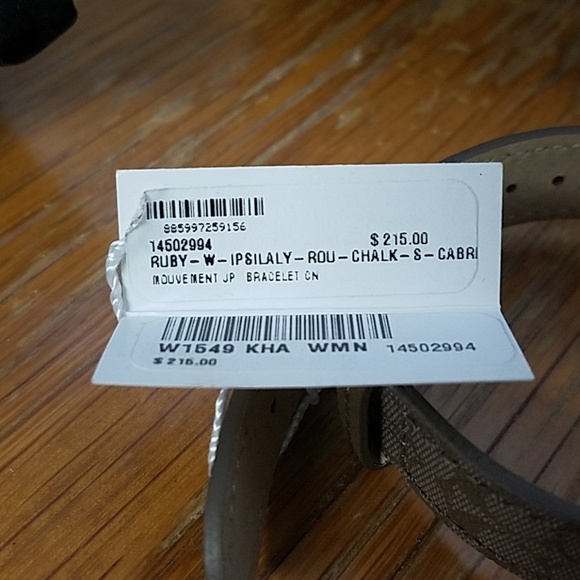 885997259156
14502994 $ 215.00
RUBY-W-IPSILALY-ROU-CHALK-S-CABRI
MOUVEMENT JP BRACELET CN
W1549 KHA WMN 14502994
$ 215.00